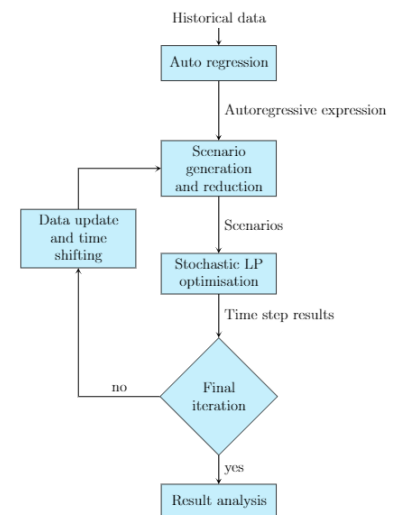 Historical data
Auto regression
Autoregressive expression
Scenario
generation
and reduction
Data update
and time
shifting
Scenarios
Stochastic LP
optimisation
Time step results
no
Final
iteration
yes
Result analysis